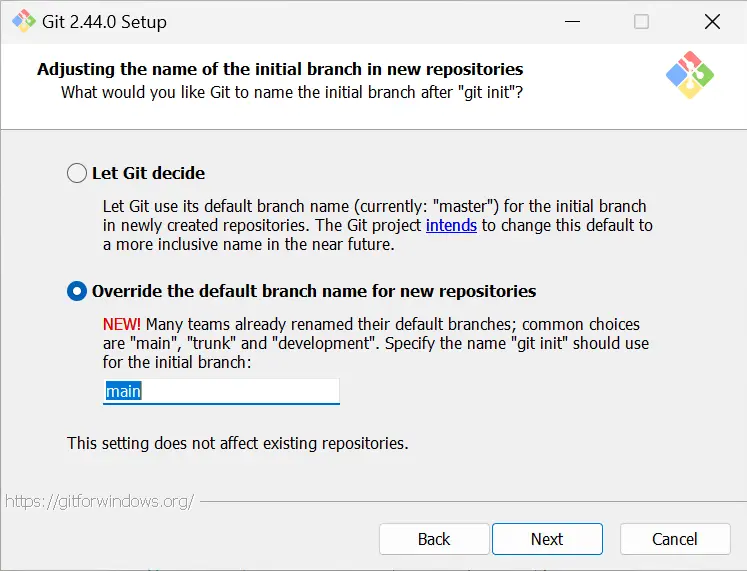 Git 2.44.0 Setup
Adjusting the name of the initial branch in new repositories
What would you like Git to name the initial branch after "git init"?
Let Git decide
Let Git use its default branch name (currently: "master") for the initial branch
in newly created repositories. The Git project intends to change this default to
a more inclusive name in the near future.
Override the default branch name for new repositories
NEW! Many teams already renamed their default branches; common choices
are "main", "trunk" and "development". Specify the name "git init" should use
for the initial branch:
main
This setting does not affect existing repositories.
https://gitforwindows.org/
Back
Next
Cancel